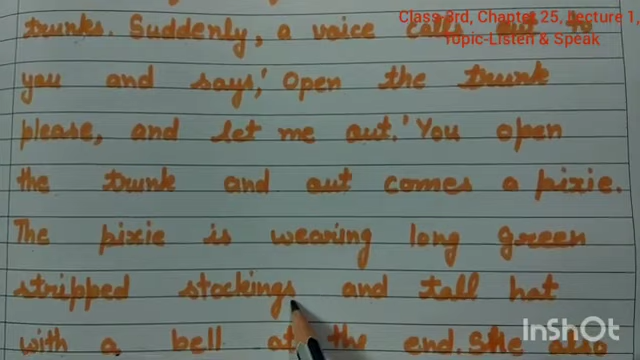 Class-3rd, Chapter 25, Lecture 1,
Topic-Listen & Speak
trunks. Suddenly, a voice calls out to
you and says,' Open the trunk
please, and let me out.' You open
the trunk and out comes a pixie.
The pixie is wearing long green
stripped stockings and tall hat
with a bell at the end. She also
InShOt